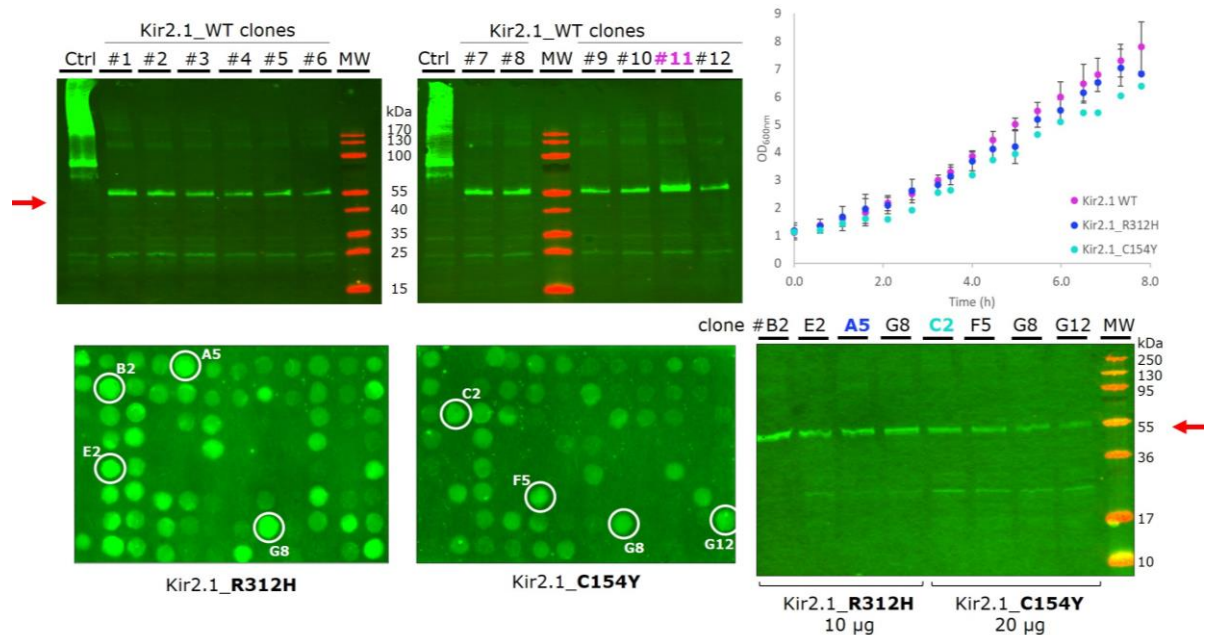 Kir2.1_WT clones
Ctrl #1 #2 #3 #4 #5 #6 MW
kDa
170
130
100
55
40
35
25
15
Kir2.1_WT clones
Ctrl #7 #8 MW #9 #10 #11 #12
9
8
7
6
5
4
3
2
1
0
OD600nm
0.0 2.0 4.0 6.0 8.0
Time (h)
Kir2.1 WT
Kir2.1_R312H
Kir2.1_C154Y
B2
A5
E2
G8
Kir2.1_R312H
C2
F5
G8
G12
Kir2.1_C154Y
clone #B2 E2 A5 G8 C2 F5 G8 G12 MW
kDa
250
130
95
55
36
17
10
Kir2.1_R312H Kir2.1_C154Y
10 µg 20 µg